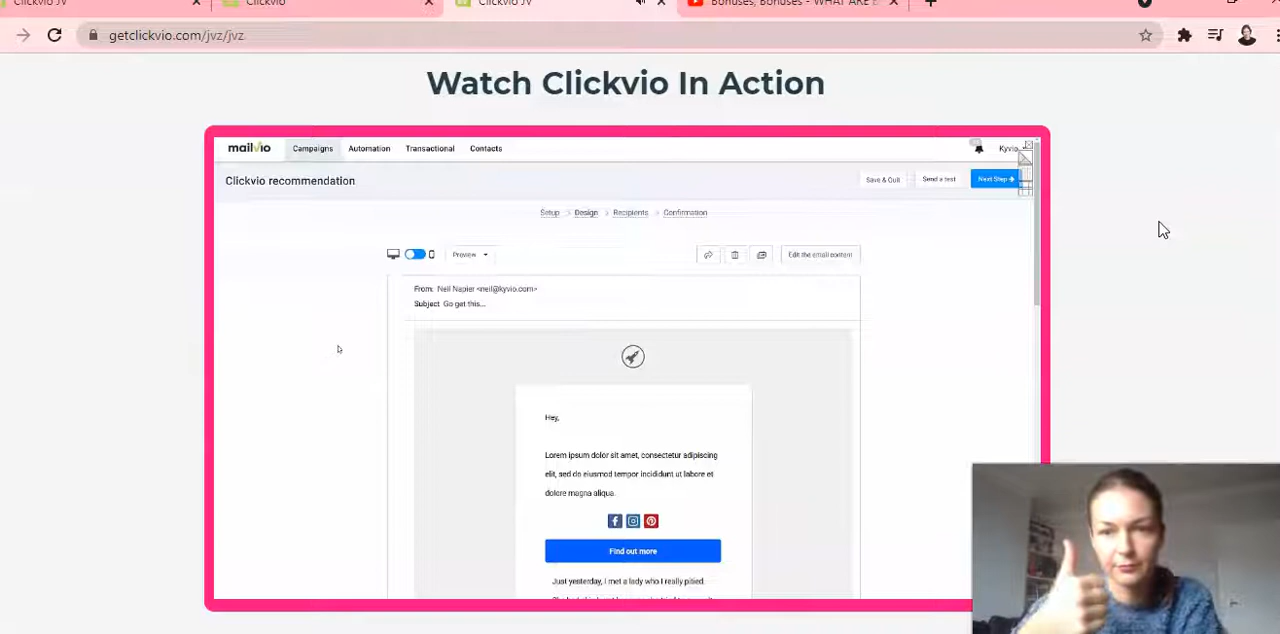 Clickvio JV
Clickvio
Clickvio JV
Bonuses, Bonuses - WHAT ARE
getclickvio.com/jvz/jvz
Watch Clickvio In Action
mailvio
Campaigns
Automation
Transactional
Contacts
Kyvio
Clickvio recommendation
Save & Quit
Send a test
Next Step
Setup
Design
Recipients
Confirmation
Preview
Edit the email content
From: Neil Napier <neil@kyvio.com>
Subject Go get this...
Hey,
Lorem ipsum dolor sit amet, consectetur adipiscing
elit, sed do eiusmod tempor incididunt ut labore et
dolore magna aliqua.
Find out more
Just yesterday, I met a lady who I really pitied.